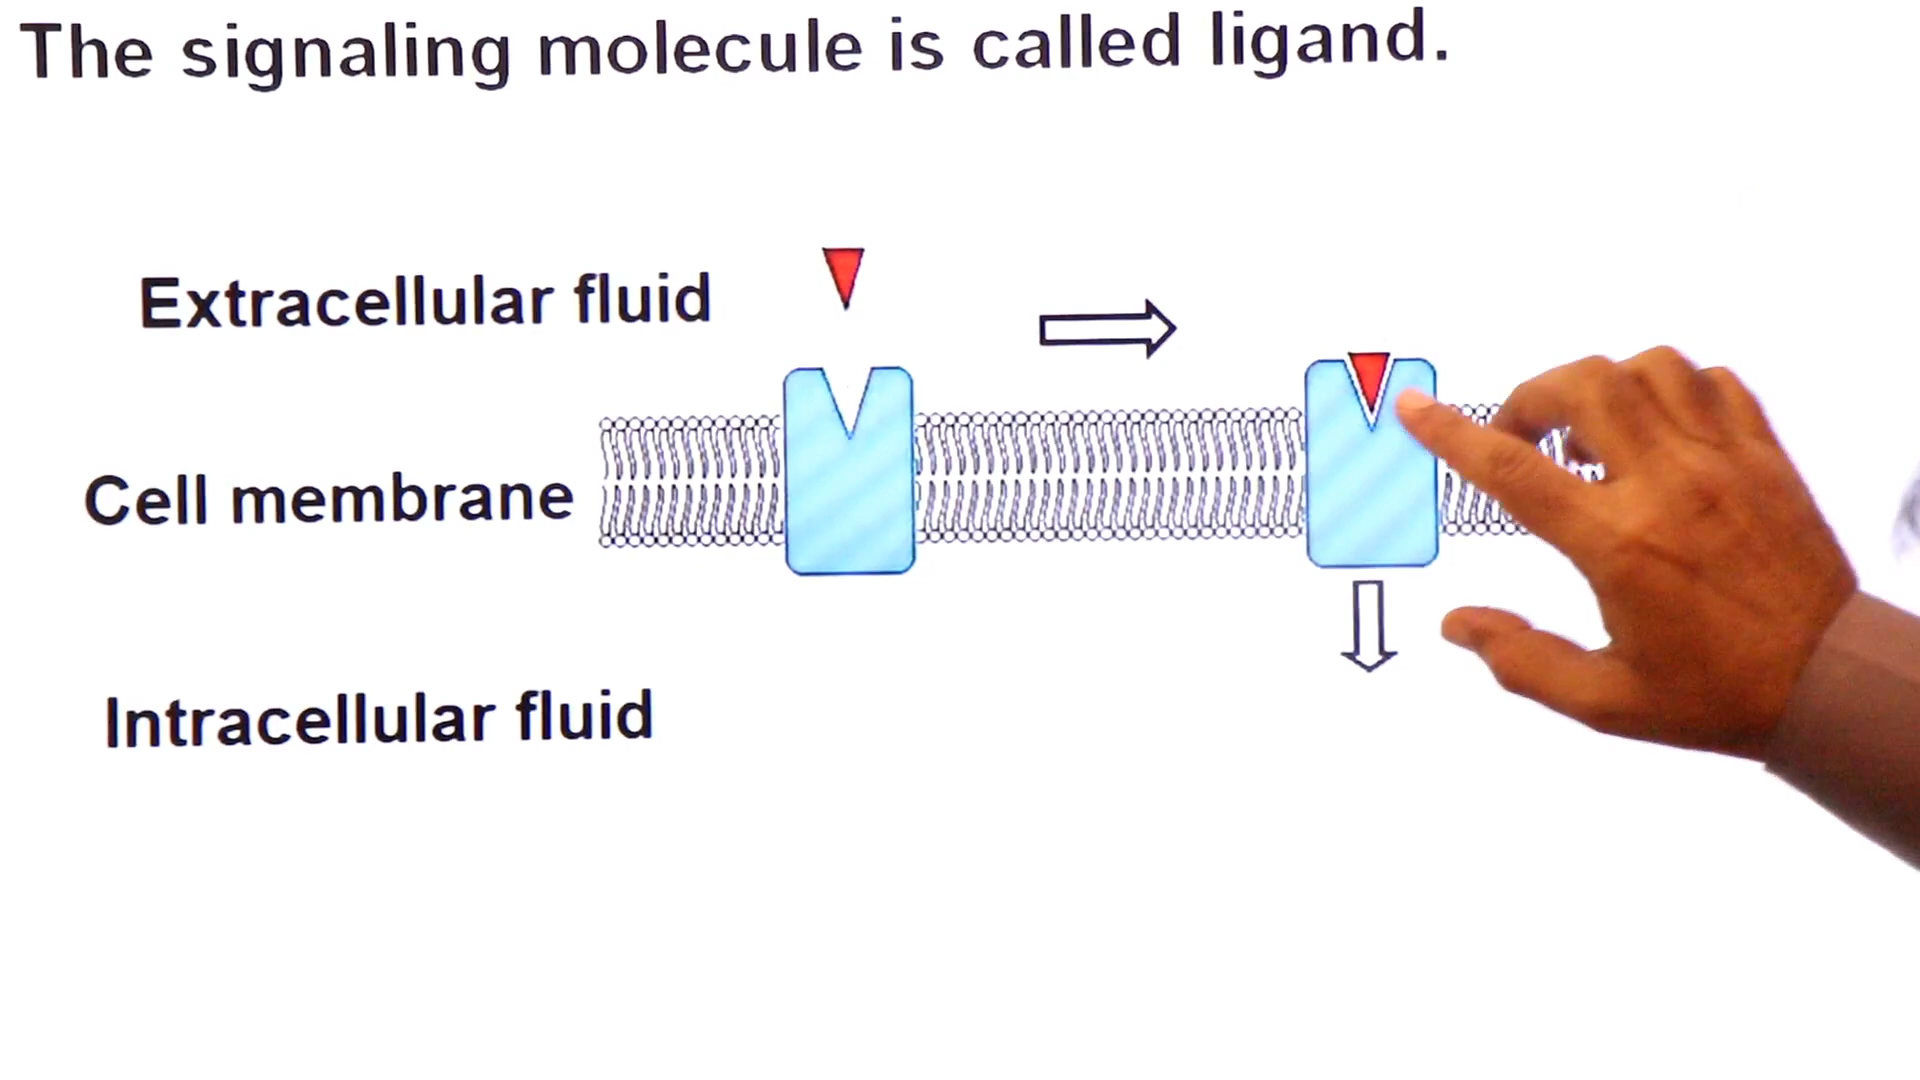 The signaling molecule is called ligand.
Extracellular fluid
Cell membrane
Intracellular fluid